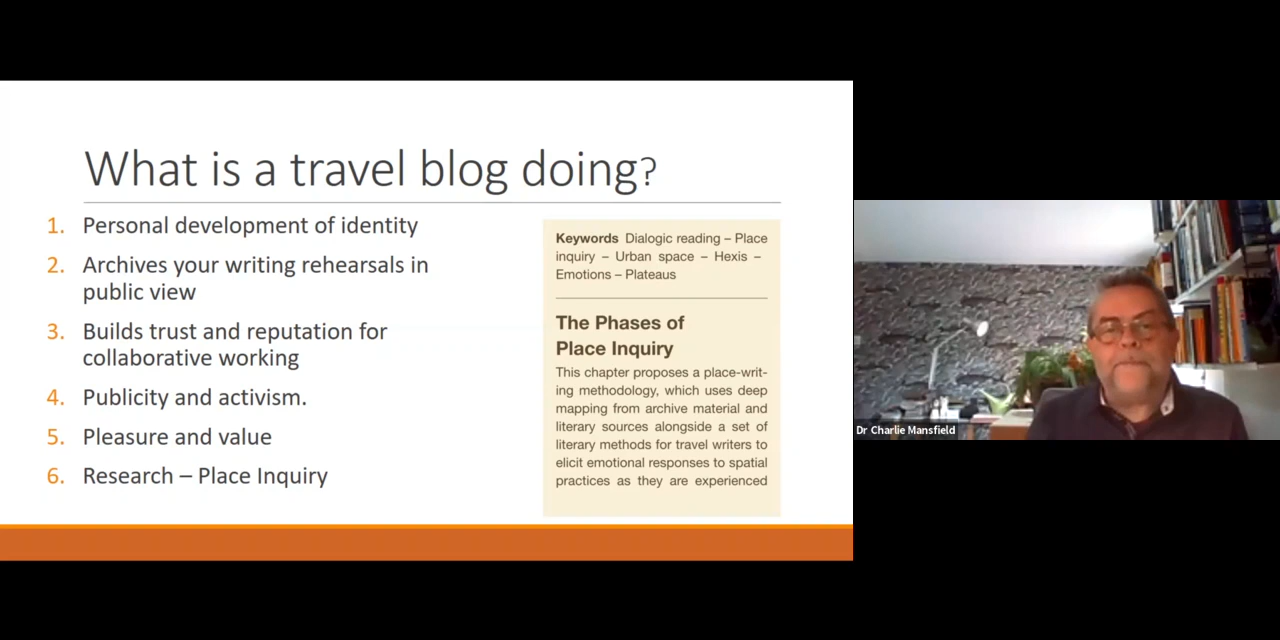 What is a travel blog doing?
1. Personal development of identity
2. Archives your writing rehearsals in
public view
3. Builds trust and reputation for
collaborative working
4. Publicity and activism.
5. Pleasure and value
6. Research – Place Inquiry
Keywords Dialogic reading – Place
inquiry – Urban space – Hexis –
Emotions – Plateaus
The Phases of
Place Inquiry
This chapter proposes a place-writ-
ing methodology, which uses deep
mapping from archive material and
literary sources alongside a set of
literary methods for travel writers to
elicit emotional responses to spatial
practices as they are experienced
Dr Charlie Mansfield